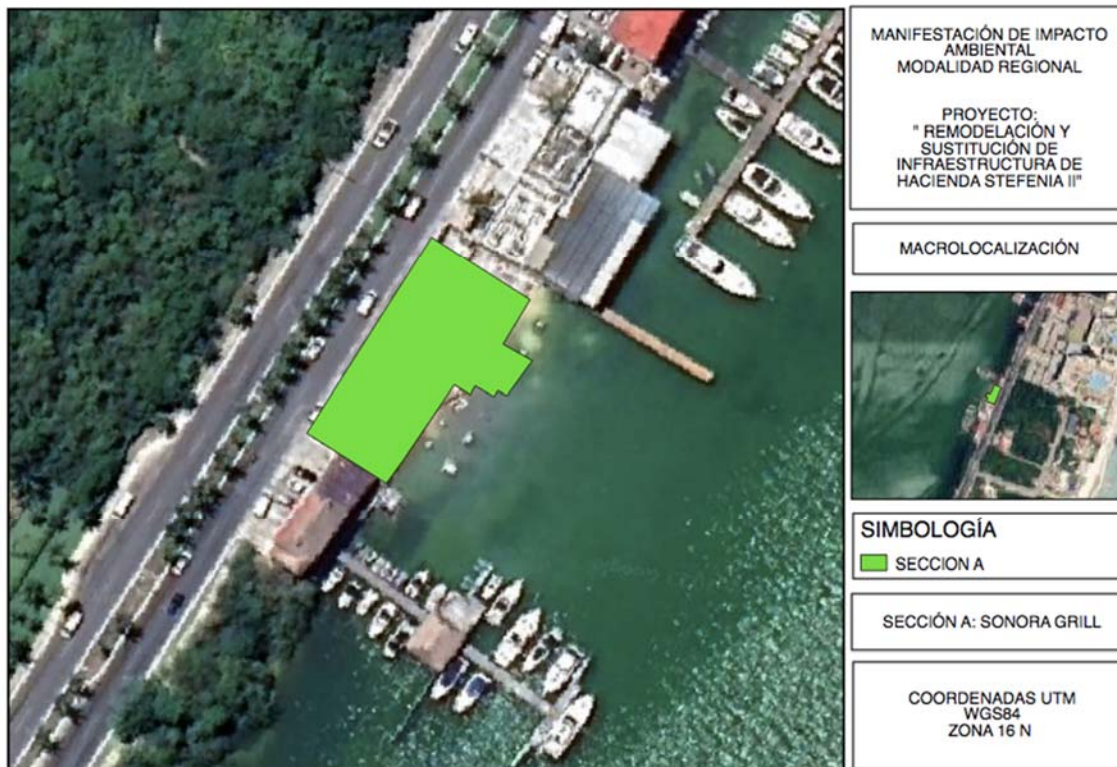 MANIFESTACIÓN DE IMPACTO
AMBIENTAL
MODALIDAD REGIONAL
PROYECTO:
" REMODELACIÓN Y
SUSTITUCIÓN DE
INFRAESTRUCTURA DE
HACIENDA STEFENIA II"
MACROLOCALIZACIÓN
SIMBOLOGÍA
SECCION A
SECCIÓN A: SONORA GRILL
COORDENADAS UTM
WGS84
ZONA 16 N